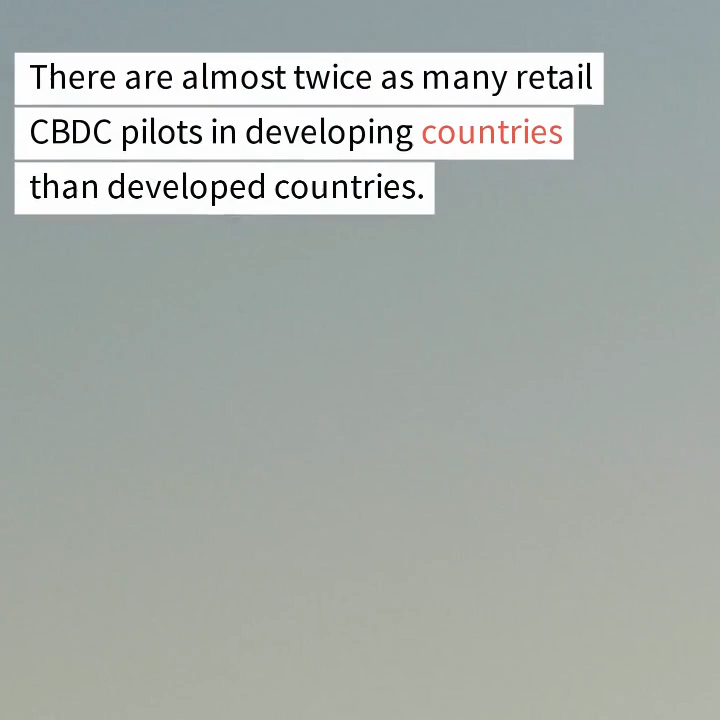 There are almost twice as many retail
CBDC pilots in developing countries
than developed countries.